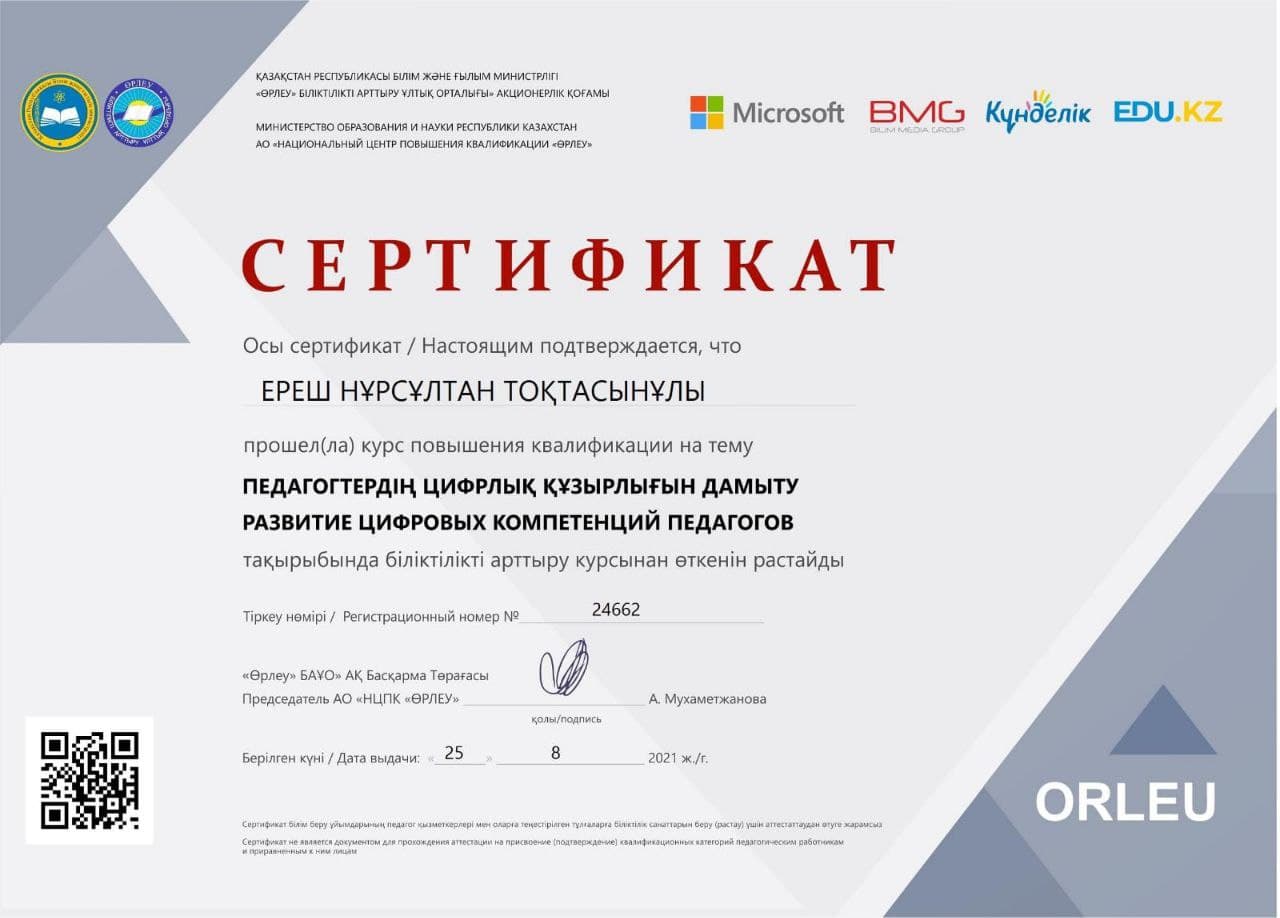 ҚАЗАҚСТАН РЕСПУБЛИКАСЫ БІЛІМ ЖӘНЕ ҒЫЛЫМ МИНИСТРЛІГІ
«ӨРЛЕУ» БІЛІКТІЛІКТІ АРТТЫРУ ҰЛТТЫҚ ОРТАЛЫҒЫ» АКЦИОНЕРЛІК ҚОҒАМЫ
МИНИСТЕРСТВО ОБРАЗОВАНИЯ И НАУКИ РЕСПУБЛИКИ КАЗАХСТАН
АО «НАЦИОНАЛЬНЫЙ ЦЕНТР ПОВЫШЕНИЯ КВАЛИФИКАЦИИ «ӨРЛЕУ»
ӨРЛЕУ
Microsoft
BMG
BILIM MEDIA GROUP
Күнделік
EDU.KZ
СЕРТИФИКАТ
Осы сертификат / Настоящим подтверждается, что
ЕРЕШ НҰРСҰЛТАН ТОҚТАСЫНҰЛЫ
прошел(ла) курс повышения квалификации на тему
ПЕДАГОГТЕРДІҢ ЦИФРЛЫҚ ҚҰЗЫРЛЫҒЫН ДАМЫТУ
РАЗВИТИЕ ЦИФРОВЫХ КОМПЕТЕНЦИЙ ПЕДАГОГОВ
тақырыбында біліктілікті арттыру курсынан өткенін растайды
Тіркеу нөмірі / Регистрационный номер № 24662
«Өрлеу» БАҰО» АҚ Басқарма Төрағасы
Председатель АО «НЦПК «ӨРЛЕУ» А. Мухаметжанова
қолы/подпись
Берілген күні / Дата выдачи: « 25 » 8 2021 ж./г.
ORLEU
Сертификат білім беру ұйымдарының педагог қызметкерлері мен оларға теңестірілген тұлғаларға біліктілік санаттарын беру (растау) үшін аттестаттаудан өтуге жарамсыз
Сертификат не является документом для прохождения аттестации на присвоение (подтверждение) квалификационных категорий педагогическим работникам
и приравненным к ним лицам